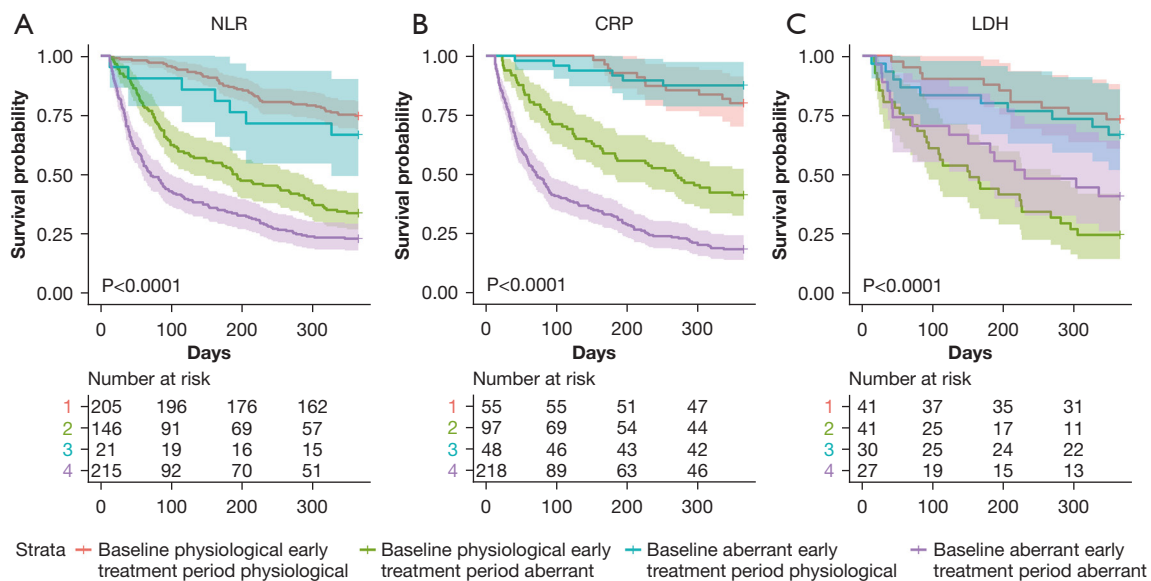 A
NLR
B
CRP
C
LDH
Survival probability
1.00
0.75
0.50
0.25
0.00
P<0.0001
0 100 200 300
Days
Survival probability
1.00
0.75
0.50
0.25
0.00
P<0.0001
0 100 200 300
Days
Survival probability
1.00
0.75
0.50
0.25
0.00
P<0.0001
0 100 200 300
Days
Number at risk
1 205 196 176 162
2 146 91 69 57
3 21 19 16 15
4 215 92 70 51
0 100 200 300
Number at risk
1 55 55 51 47
2 97 69 54 44
3 48 46 43 42
4 218 89 63 46
0 100 200 300
Number at risk
1 41 37 35 31
2 41 25 17 11
3 30 25 24 22
4 27 19 15 13
0 100 200 300
Strata
Baseline physiological early
treatment period physiological
Baseline physiological early
treatment period aberrant
Baseline aberrant early
treatment period physiological
Baseline aberrant early
treatment period aberrant